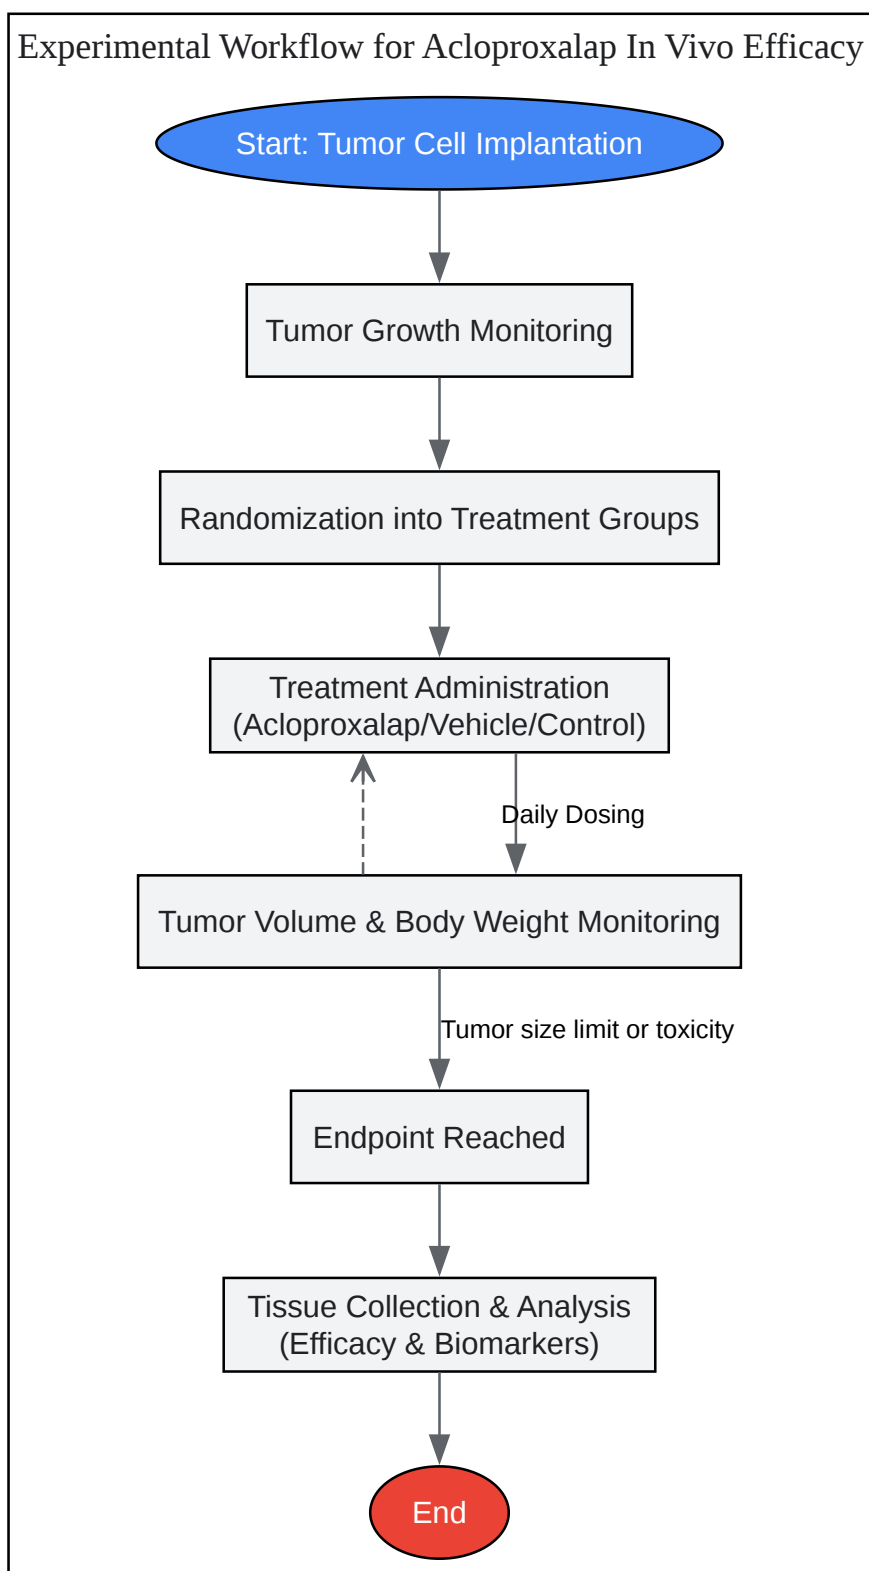 Experimental Workflow for Acloproxalap In Vivo Efficacy
Start: Tumor Cell Implantation
Tumor Growth Monitoring
Randomization into Treatment Groups
Treatment Administration
(Acloproxalap/Vehicle/Control)
Daily Dosing
Tumor Volume & Body Weight Monitoring
Tumor size limit or toxicity
Endpoint Reached
Tissue Collection & Analysis
(Efficacy & Biomarkers)
End